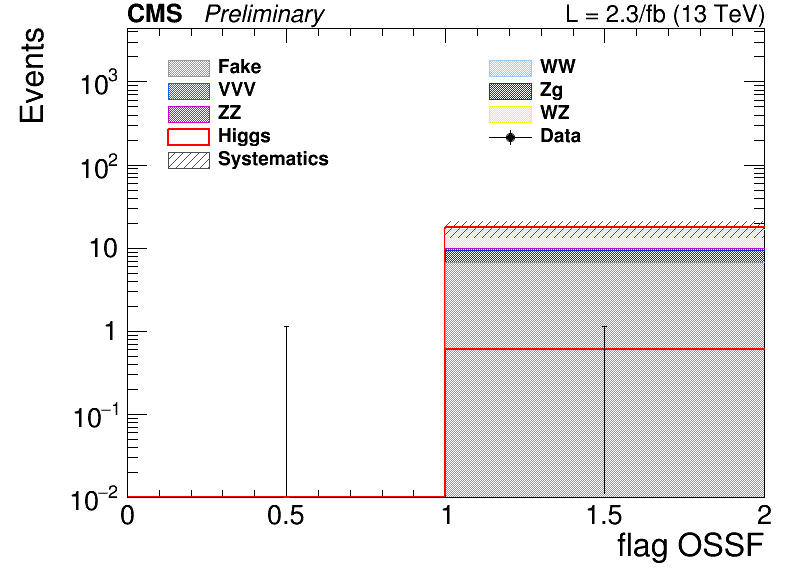 CMS Preliminary L = 2.3/fb (13 TeV)
Events
Fake WW
VVV Zg
ZZ WZ
Higgs Data
Systematics
10³
10²
10
1
10⁻¹
10⁻²
0 0.5 1 1.5 2
flag OSSF